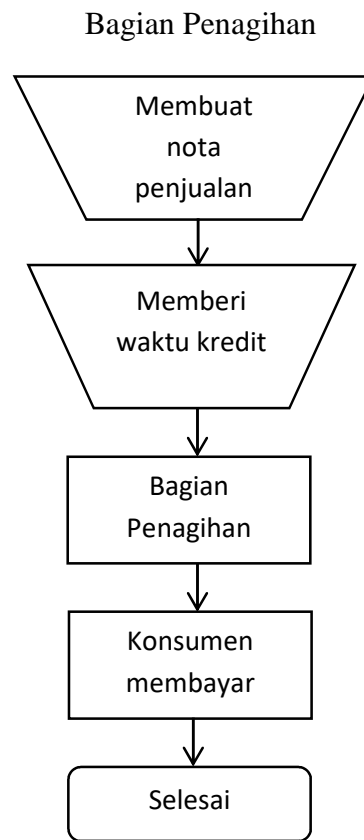 Bagian Penagihan
Membuat
nota
penjualan
Memberi
waktu kredit
Bagian
Penagihan
Konsumen
membayar
Selesai